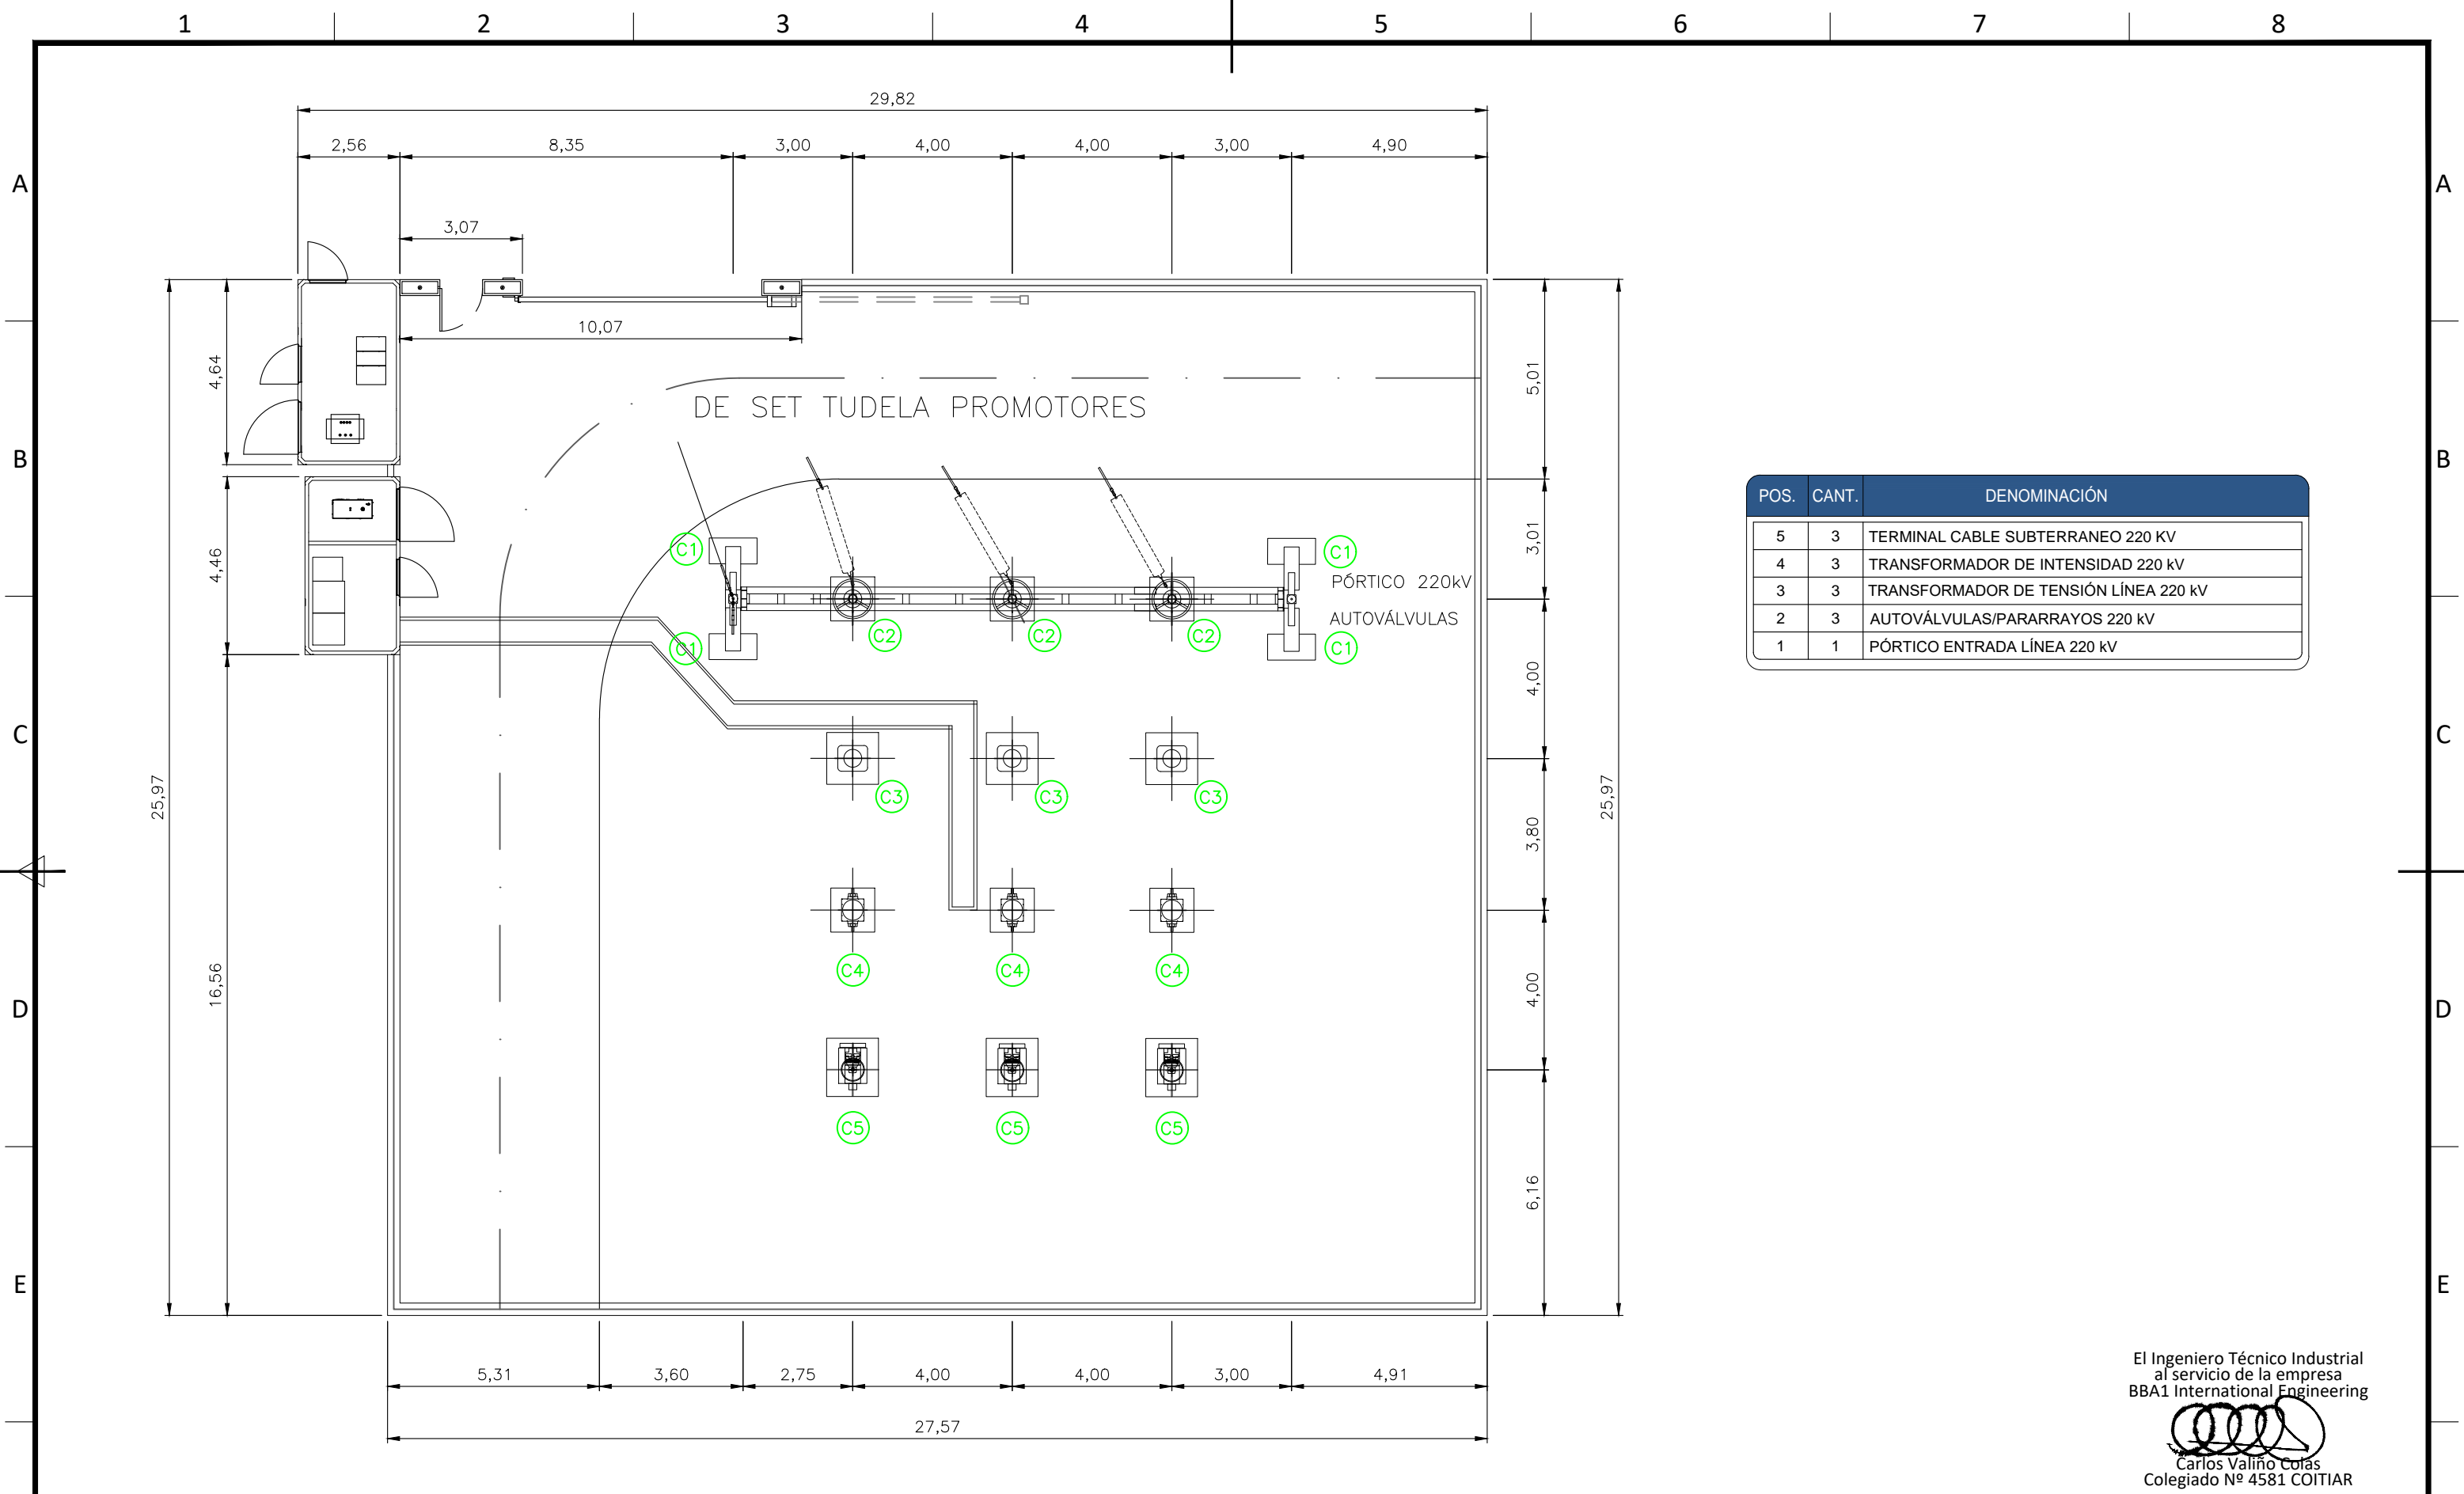 1 2 3 4 5 6 7 8
29,82
2,56 8,35 3,00 4,00 4,00 3,00 4,90
A A
3,07
10,07
4,64
5,01
DE SET TUDELA PROMOTORES
B B
POS. CANT. DENOMINACIÓN
5 3 TERMINAL CABLE SUBTERRANEO 220 KV
4 3 TRANSFORMADOR DE INTENSIDAD 220 kV
3 3 TRANSFORMADOR DE TENSIÓN LÍNEA 220 kV
2 3 AUTOVÁLVULAS/PARARRAYOS 220 kV
1 1 PÓRTICO ENTRADA LÍNEA 220 kV
4,46
3,01
C1 C1
PÓRTICO 220kV
AUTOVÁLVULAS
C2 C2 C2
C1 C1
4,00
C C
25,97
25,97
C3 C3 C3
3,80
16,56
C4 C4 C4
4,00
D D
C5 C5 C5
6,16
E E
5,31 3,60 2,75 4,00 4,00 3,00 4,91
27,57
El Ingeniero Técnico Industrial
al servicio de la empresa
BBA1 International Engineering
Carlos Valiño Colás
Colegiado Nº 4581 COITIAR